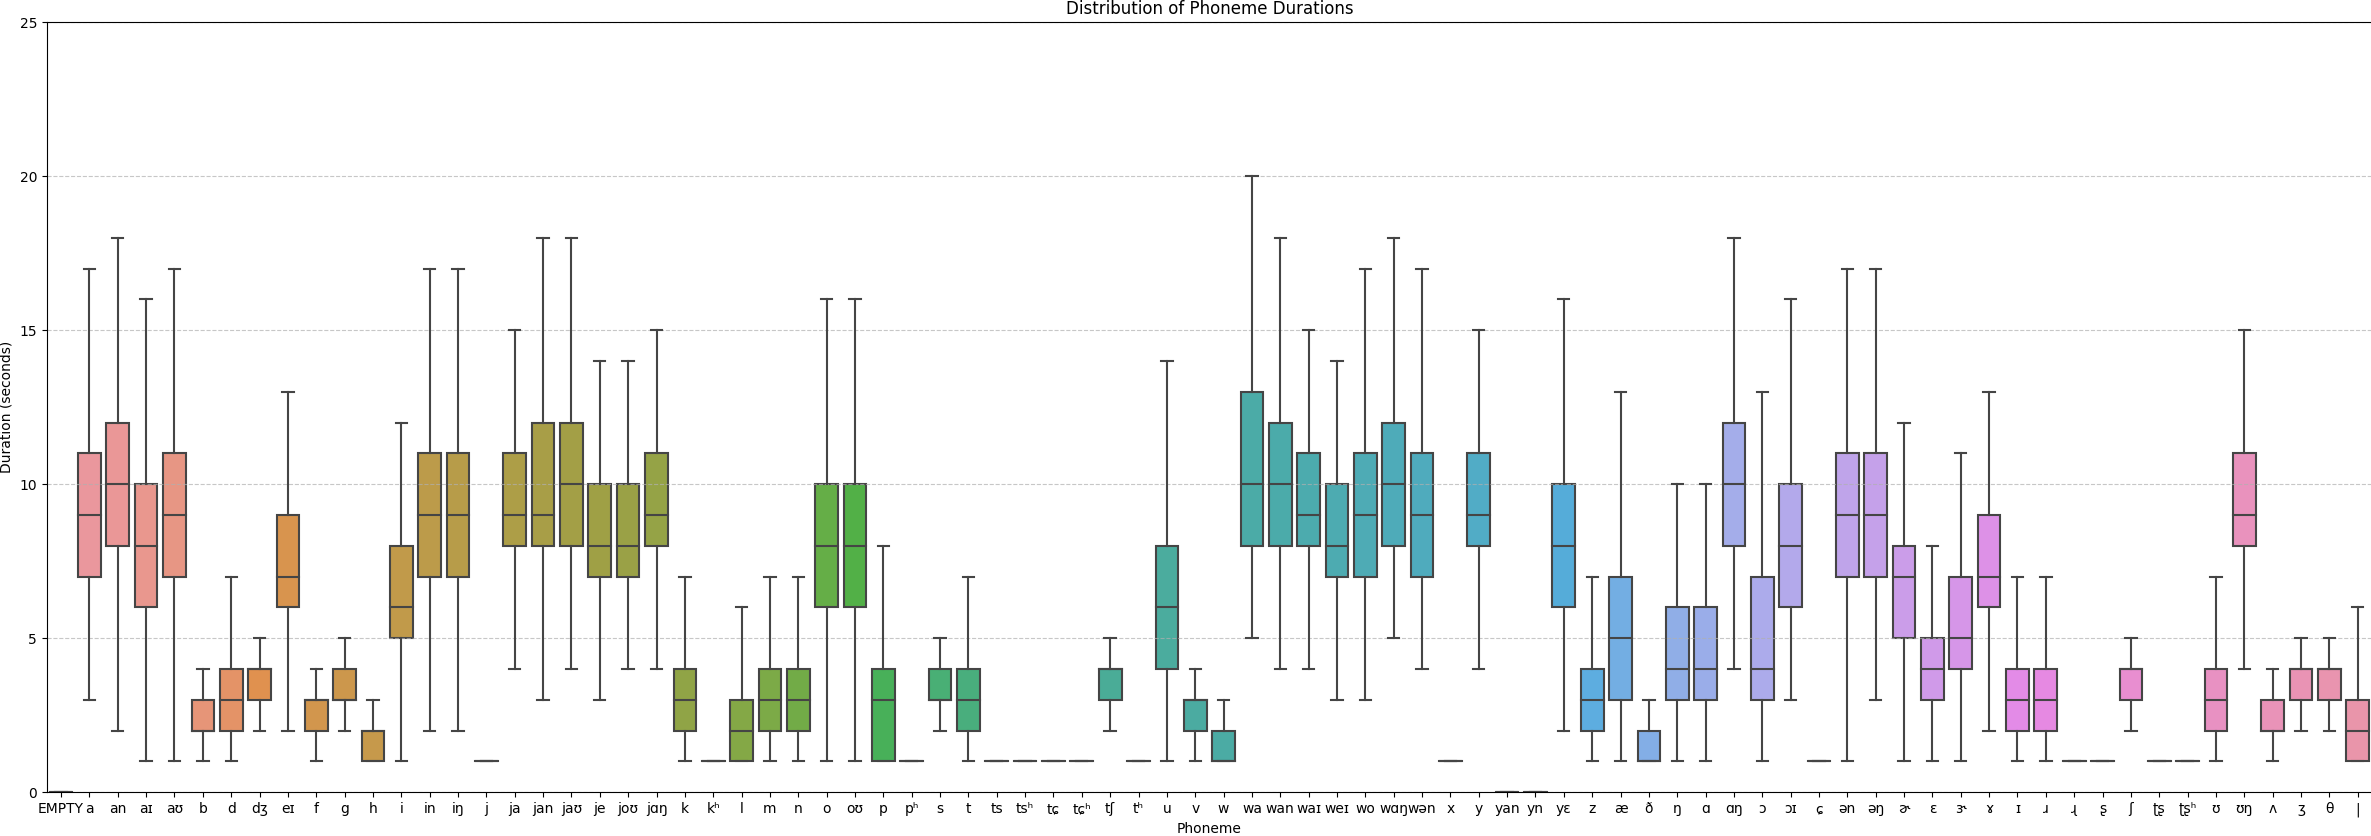 Distribution of Phoneme Durations
25
20
15
10
5
0
Duration (seconds)
EMPTY a an aɪ aʊ b d dʒ eɪ f ɡ h i in iŋ j ja jan jaʊ je joʊ jɑŋ k kʰ l m n o oʊ p pʰ s t ts tsʰ tɕ tɕʰ tʃ tʰ u v w wa wan waɪ weɪ wo wɑŋ wən x y yan yn yɛ z æ ð ŋ ɑ ɑŋ ɔ ɔɪ ɕ ən əŋ ɚ ɛ ɝ ɤ ɪ ɹ ɻ ʂ ʃ ʈʂ ʈʂʰ ʊ ʊŋ ʌ ʒ θ |
Phoneme